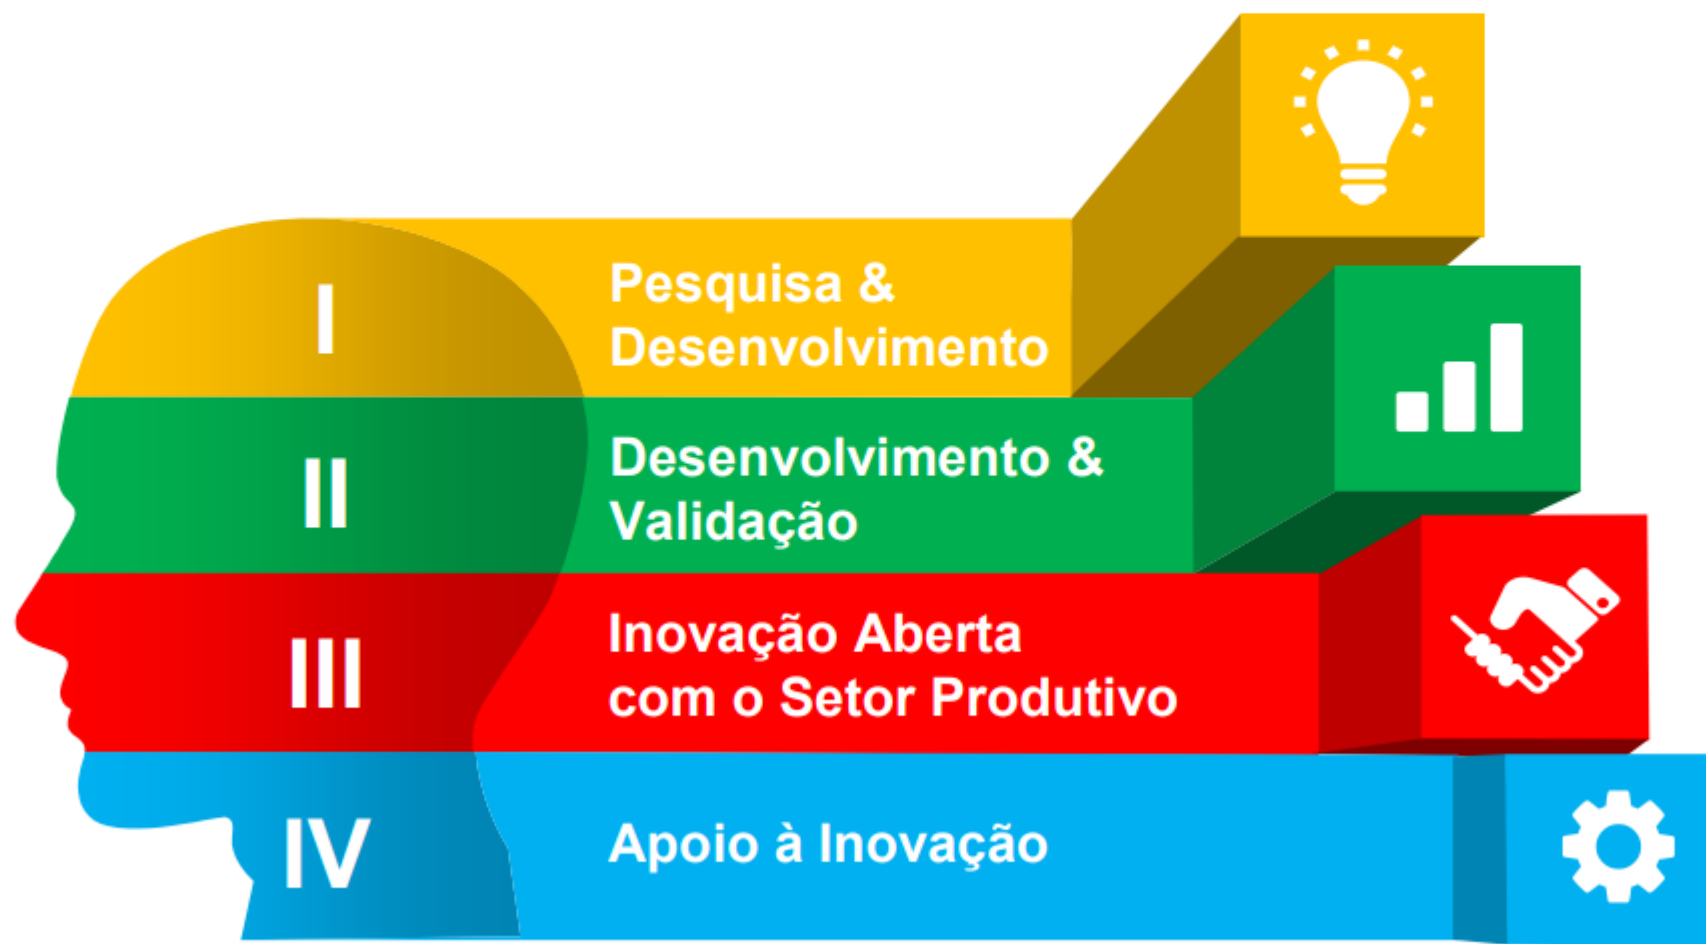 I
Pesquisa &
Desenvolvimento
II
Desenvolvimento &
Validação
III
Inovação Aberta
com o Setor Produtivo
IV
Apoio à Inovação